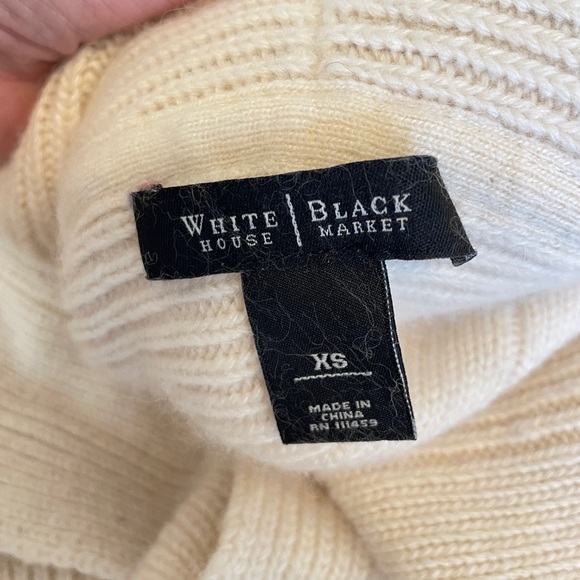 WHITE HOUSE | BLACK MARKET
XS
MADE IN
CHINA
RN 111459